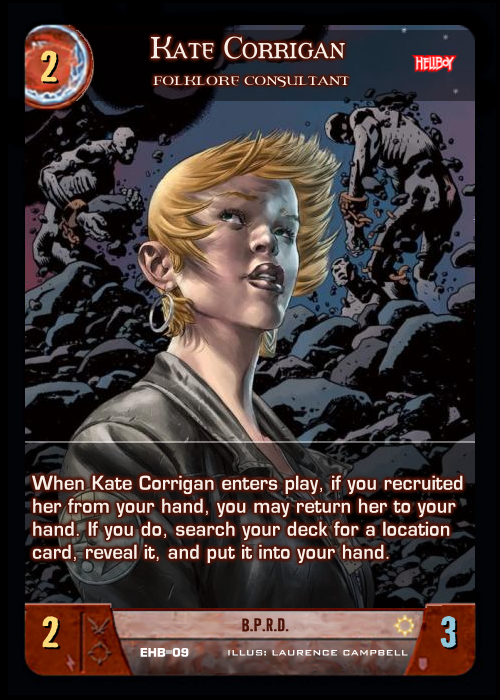 2
KATE CORRIGAN
HELLBOY
FOLKLORE CONSULTANT
When Kate Corrigan enters play, if you recruited
her from your hand, you may return her to your
hand. If you do, search your deck for a location
card, reveal it, and put it into your hand.
2
B.P.R.D.
3
EHB-09 ILLUS: LAURENCE CAMPBELL